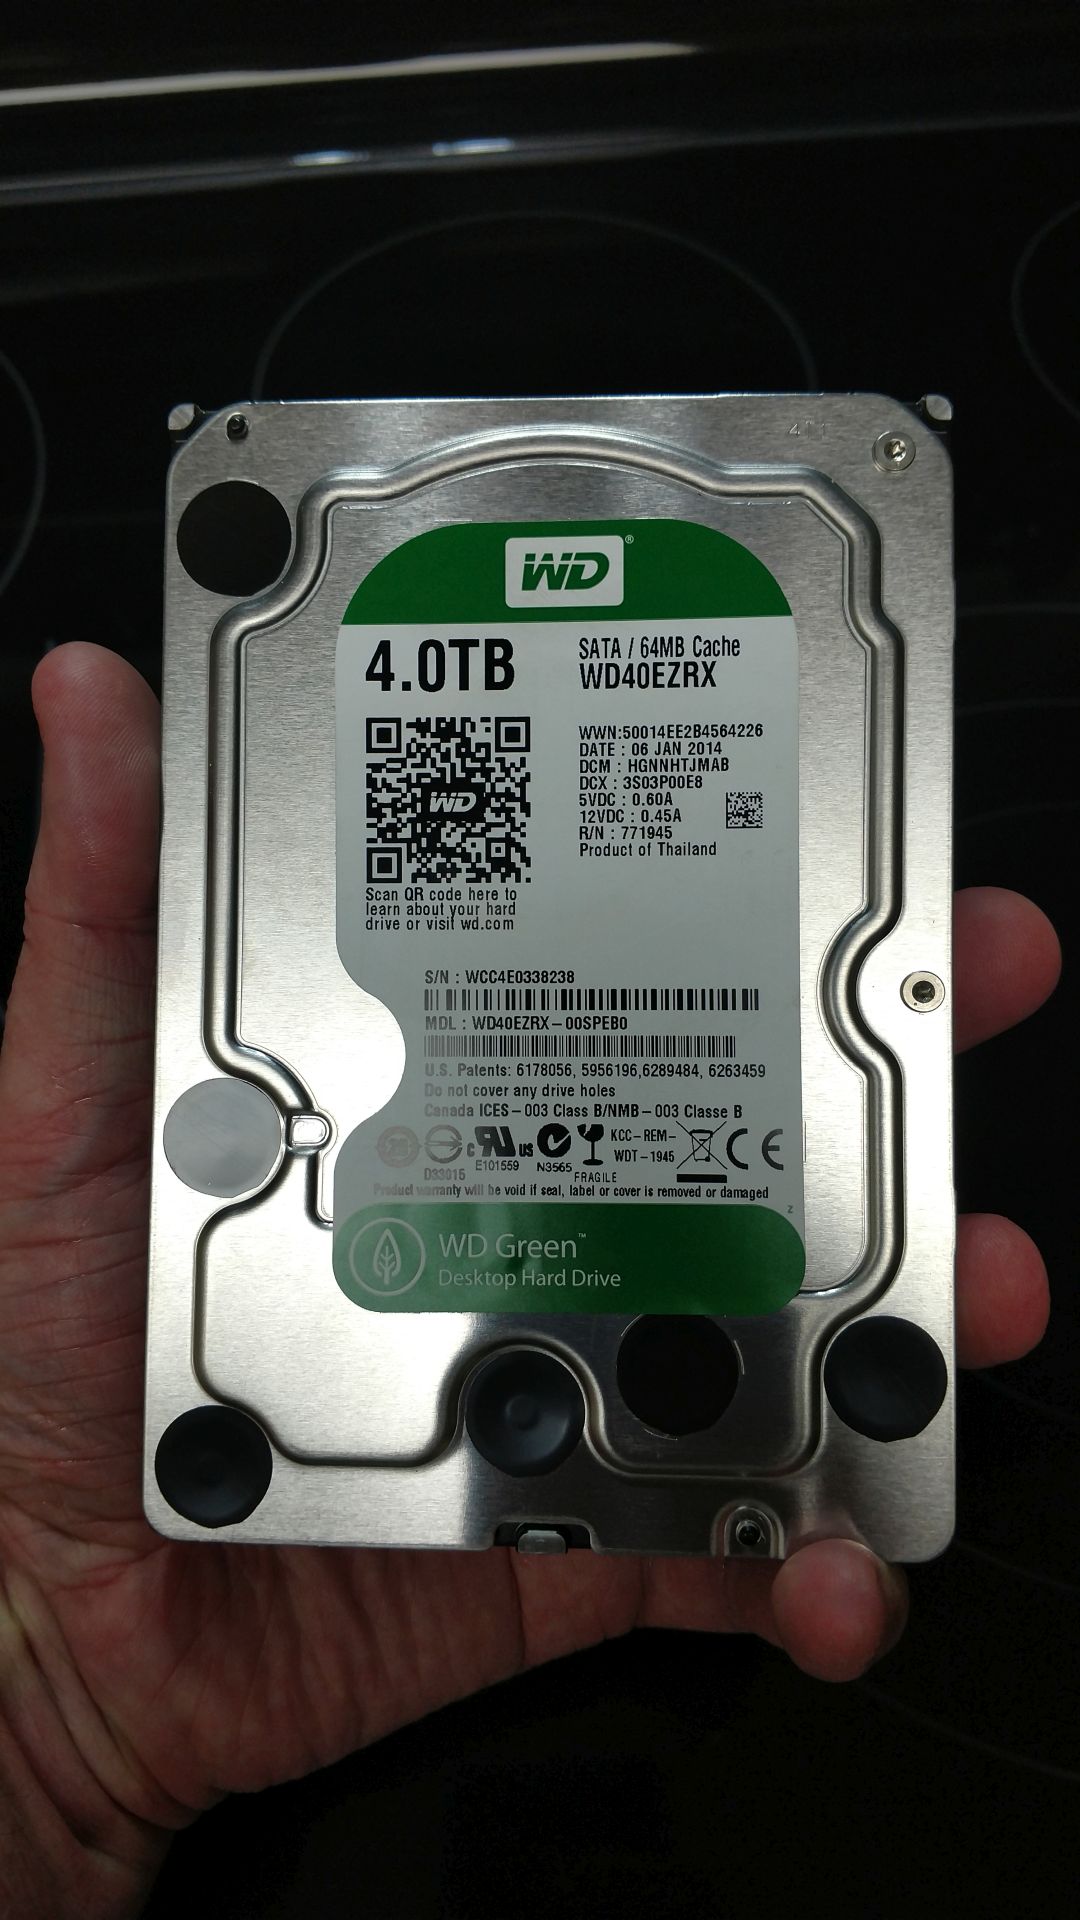 WD®
4.0TB
SATA / 64MB Cache
WD40EZRX
WD
Scan QR code here to
learn about your hard
drive or visit wd.com
WWN:50014EE2B4564226
DATE : 06 JAN 2014
DCM : HGNNHTJMAB
DCX : 3S03P00E8
5VDC : 0.60A
12VDC : 0.45A
R/N : 771945
Product of Thailand
S/N : WCC4E0338238
MDL : WD40EZRX-00SPEB0
U.S. Patents: 6178056, 5956196,6289484, 6263459
Do not cover any drive holes
Canada ICES-003 Class B/NMB-003 Classe B
D33015
c US
E101559
N3565
FRAGILE
KCC-REM-
WDT-1945
CE
Product warranty will be void if seal, label or cover is removed or damaged
Z
WD Green™
Desktop Hard Drive